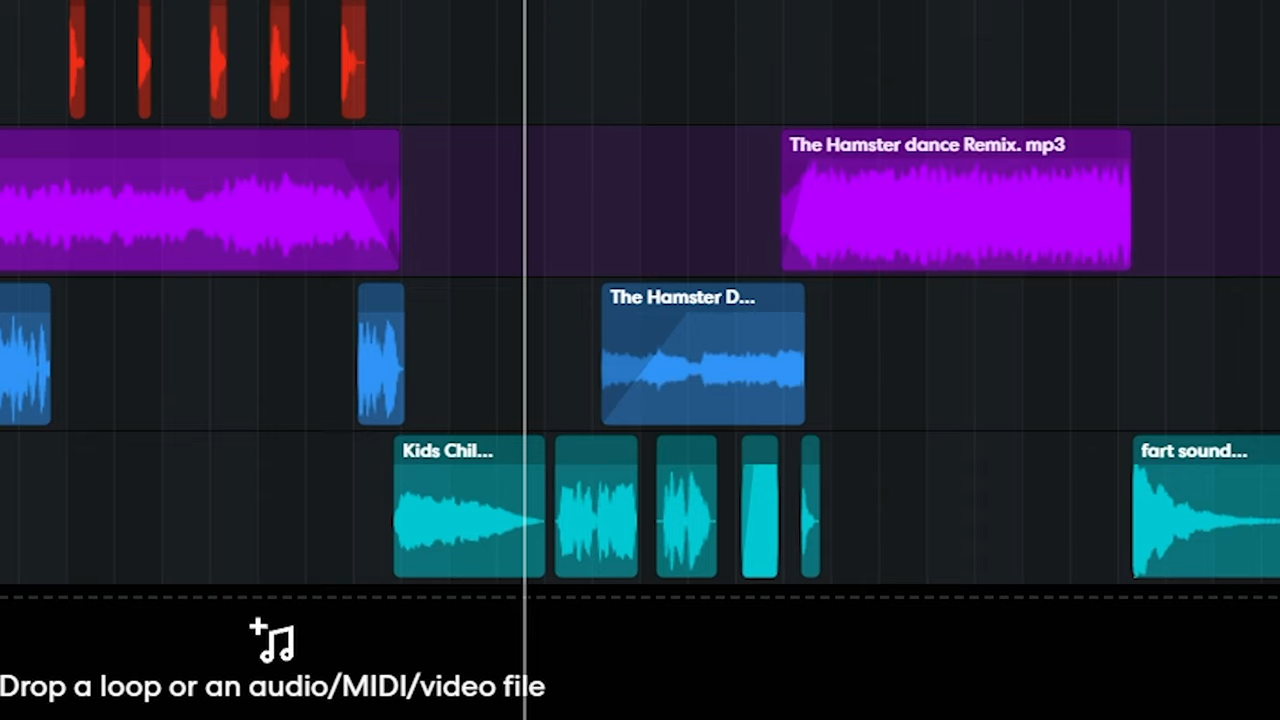 The Hamster dance Remix. mp3
The Hamster D...
Kids Chil...
fart sound...
Drop a loop or an audio/MIDI/video file